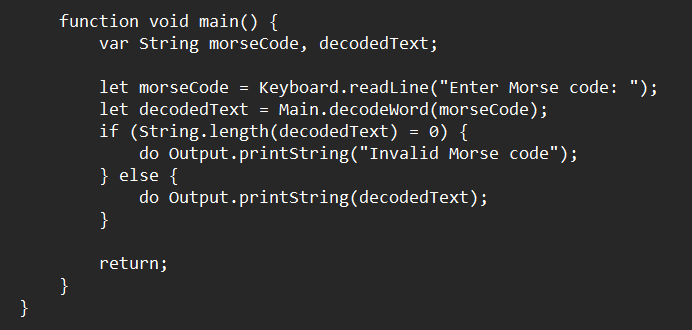 function void main() {
var String morseCode, decodedText;
let morseCode = Keyboard.readLine("Enter Morse code: ");
let decodedText = Main.decodeWord(morseCode);
if (String.length(decodedText) = 0) {
do Output.printString("Invalid Morse code");
} else {
do Output.printString(decodedText);
}
return;
}
}